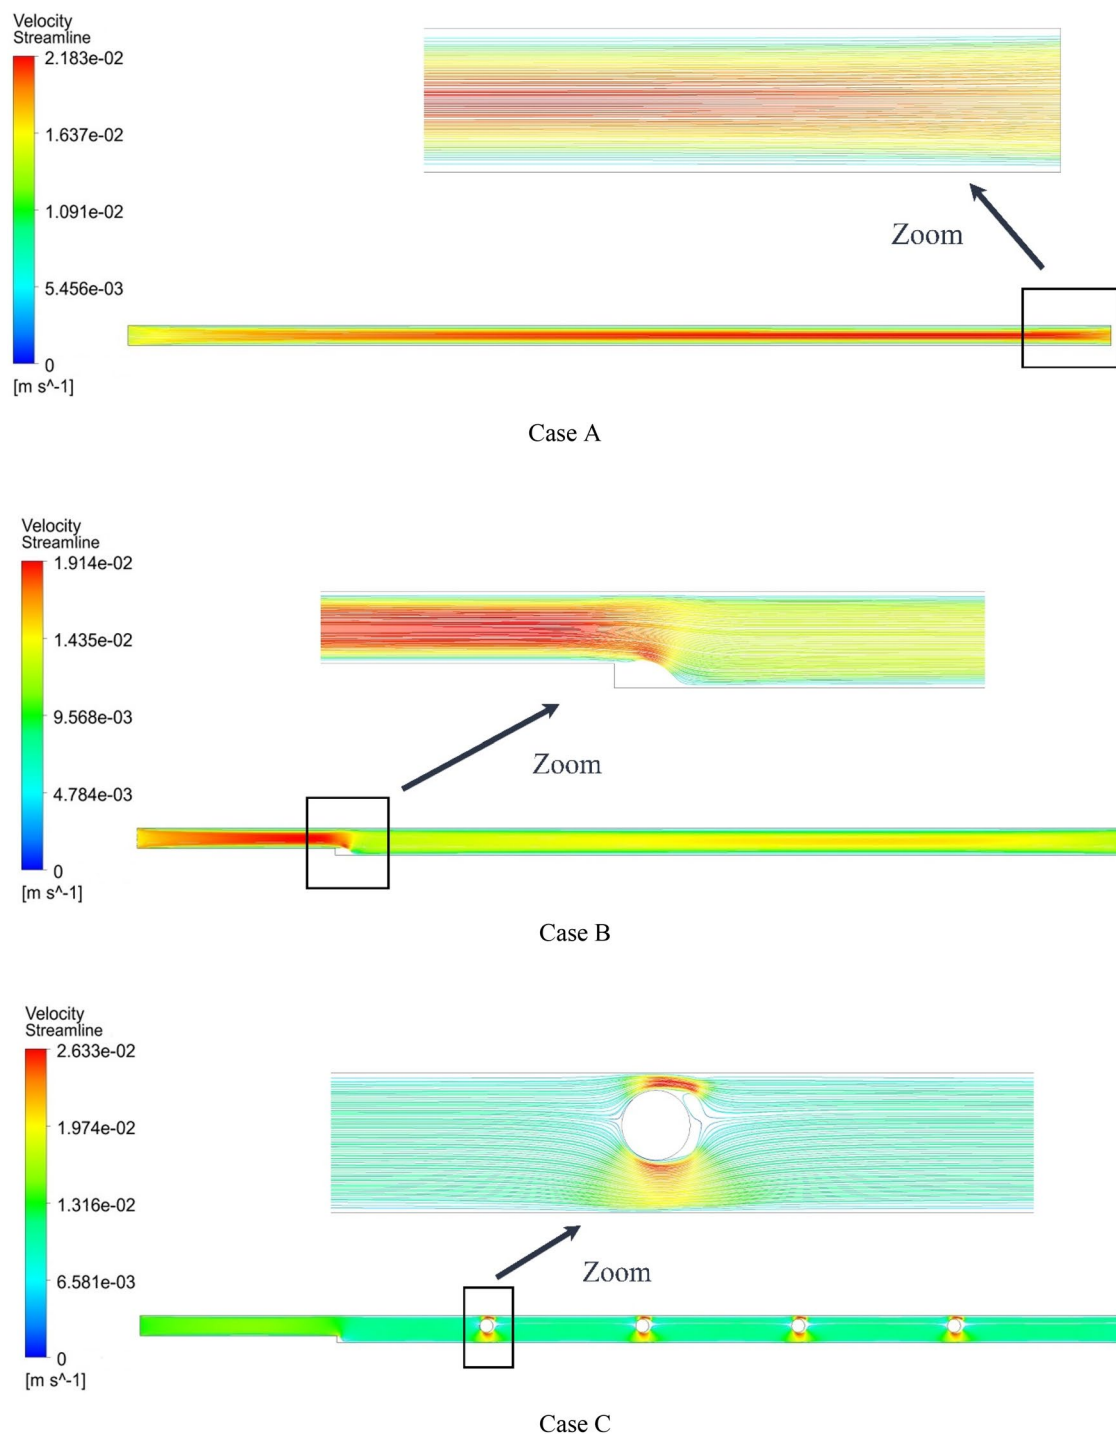 Velocity
Streamline
2.183e-02
1.637e-02
1.091e-02
5.456e-03
0
[m s^-1]
Zoom
Case A
Velocity
Streamline
1.914e-02
1.435e-02
9.568e-03
4.784e-03
0
[m s^-1]
Zoom
Case B
Velocity
Streamline
2.633e-02
1.974e-02
1.316e-02
6.581e-03
0
[m s^-1]
Zoom
Case C